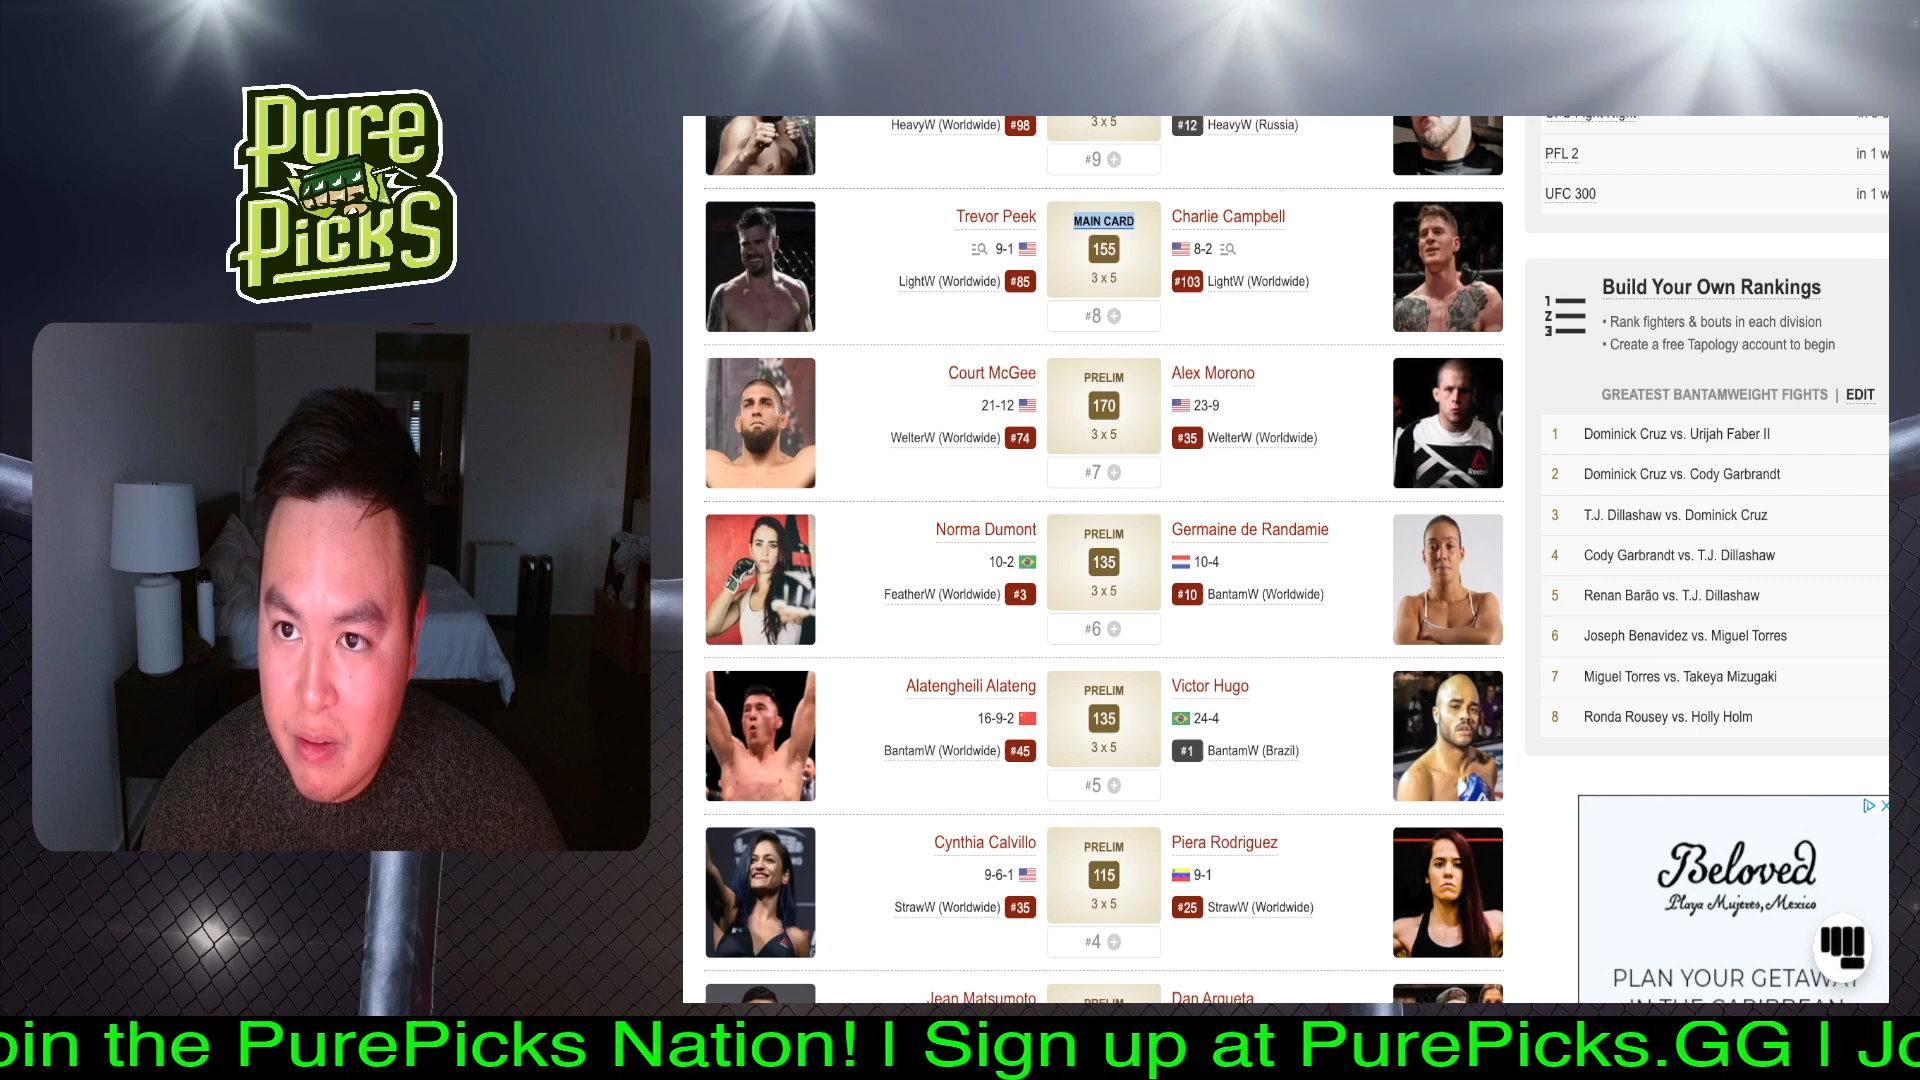 Pure
Picks
HeavyW (Worldwide) #98
3 x 5
#12 HeavyW (Russia)
#9
Trevor Peek
MAIN CARD
Charlie Campbell
9-1
155
8-2
LightW (Worldwide) #85
3 x 5
#103 LightW (Worldwide)
#8
Court McGee
PRELIM
Alex Morono
21-12
170
23-9
WelterW (Worldwide) #74
3 x 5
#35 WelterW (Worldwide)
#7
Norma Dumont
PRELIM
Germaine de Randamie
10-2
135
10-4
FeatherW (Worldwide) #3
3 x 5
#10 BantamW (Worldwide)
#6
Alatengheili Alateng
PRELIM
Victor Hugo
16-9-2
135
24-4
BantamW (Worldwide) #45
3 x 5
#1 BantamW (Brazil)
#5
Cynthia Calvillo
PRELIM
Piera Rodriguez
9-6-1
115
9-1
StrawW (Worldwide) #35
3 x 5
#25 StrawW (Worldwide)
#4
Jean Matsumoto
PRELIM
Dan Argueta
PFL 2 in 1 w
UFC 300 in 1 w
Build Your Own Rankings
• Rank fighters & bouts in each division
• Create a free Tapology account to begin
GREATEST BANTAMWEIGHT FIGHTS | EDIT
1 Dominick Cruz vs. Urijah Faber II
2 Dominick Cruz vs. Cody Garbrandt
3 T.J. Dillashaw vs. Dominick Cruz
4 Cody Garbrandt vs. T.J. Dillashaw
5 Renan Barão vs. T.J. Dillashaw
6 Joseph Benavidez vs. Miguel Torres
7 Miguel Torres vs. Takeya Mizugaki
8 Ronda Rousey vs. Holly Holm
Beloved
Playa Mujeres, Mexico
PLAN YOUR GETAWAY
IN THE CARIBBEAN
oin the PurePicks Nation! | Sign up at PurePicks.GG | Jo